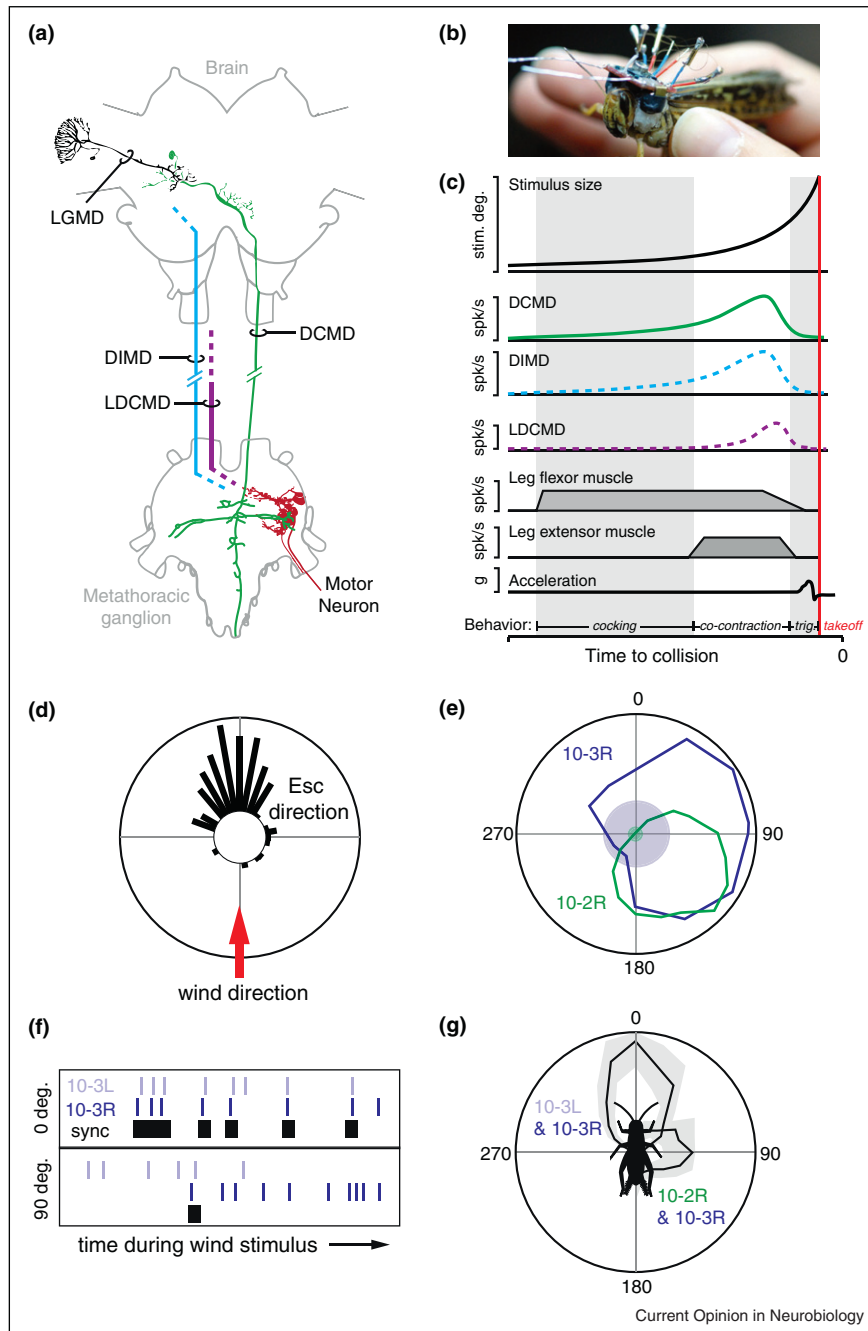 (a)
Brain
LGMD
DIMD
DCMD
LDCMD
Metathoracic
ganglion
Motor
Neuron
(b)
(c)
stim. deg.
Stimulus size
spk/s
DCMD
spk/s
DIMD
spk/s
LDCMD
spk/s
Leg flexor muscle
spk/s
Leg extensor muscle
g
Acceleration
Behavior: cocking co-contraction trig. takeoff
Time to collision 0
(d)
Esc
direction
wind direction
(e)
0
10-3R
270 90
10-2R
180
(f)
0 deg.
10-3L
10-3R
sync
90 deg.
time during wind stimulus
(g)
0
10-3L
& 10-3R
270 90
10-2R
& 10-3R
180
Current Opinion in Neurobiology